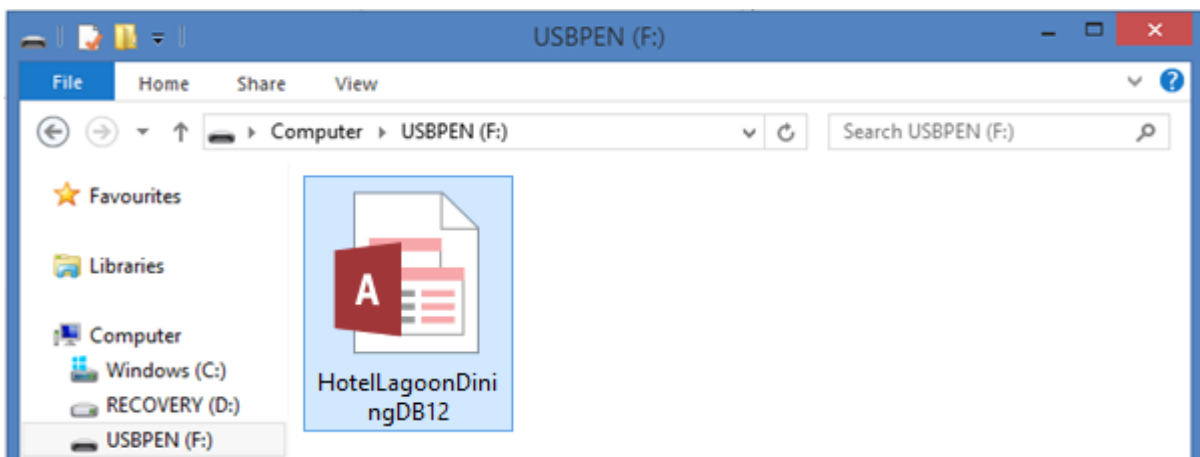 USBPEN (F:)
File Home Share View
Computer USBPEN (F:)
Search USBPEN (F:)
Favourites
Libraries
Computer
Windows (C:)
RECOVERY (D:)
USBPEN (F:)
A
HotelLagoonDini
ngDB12